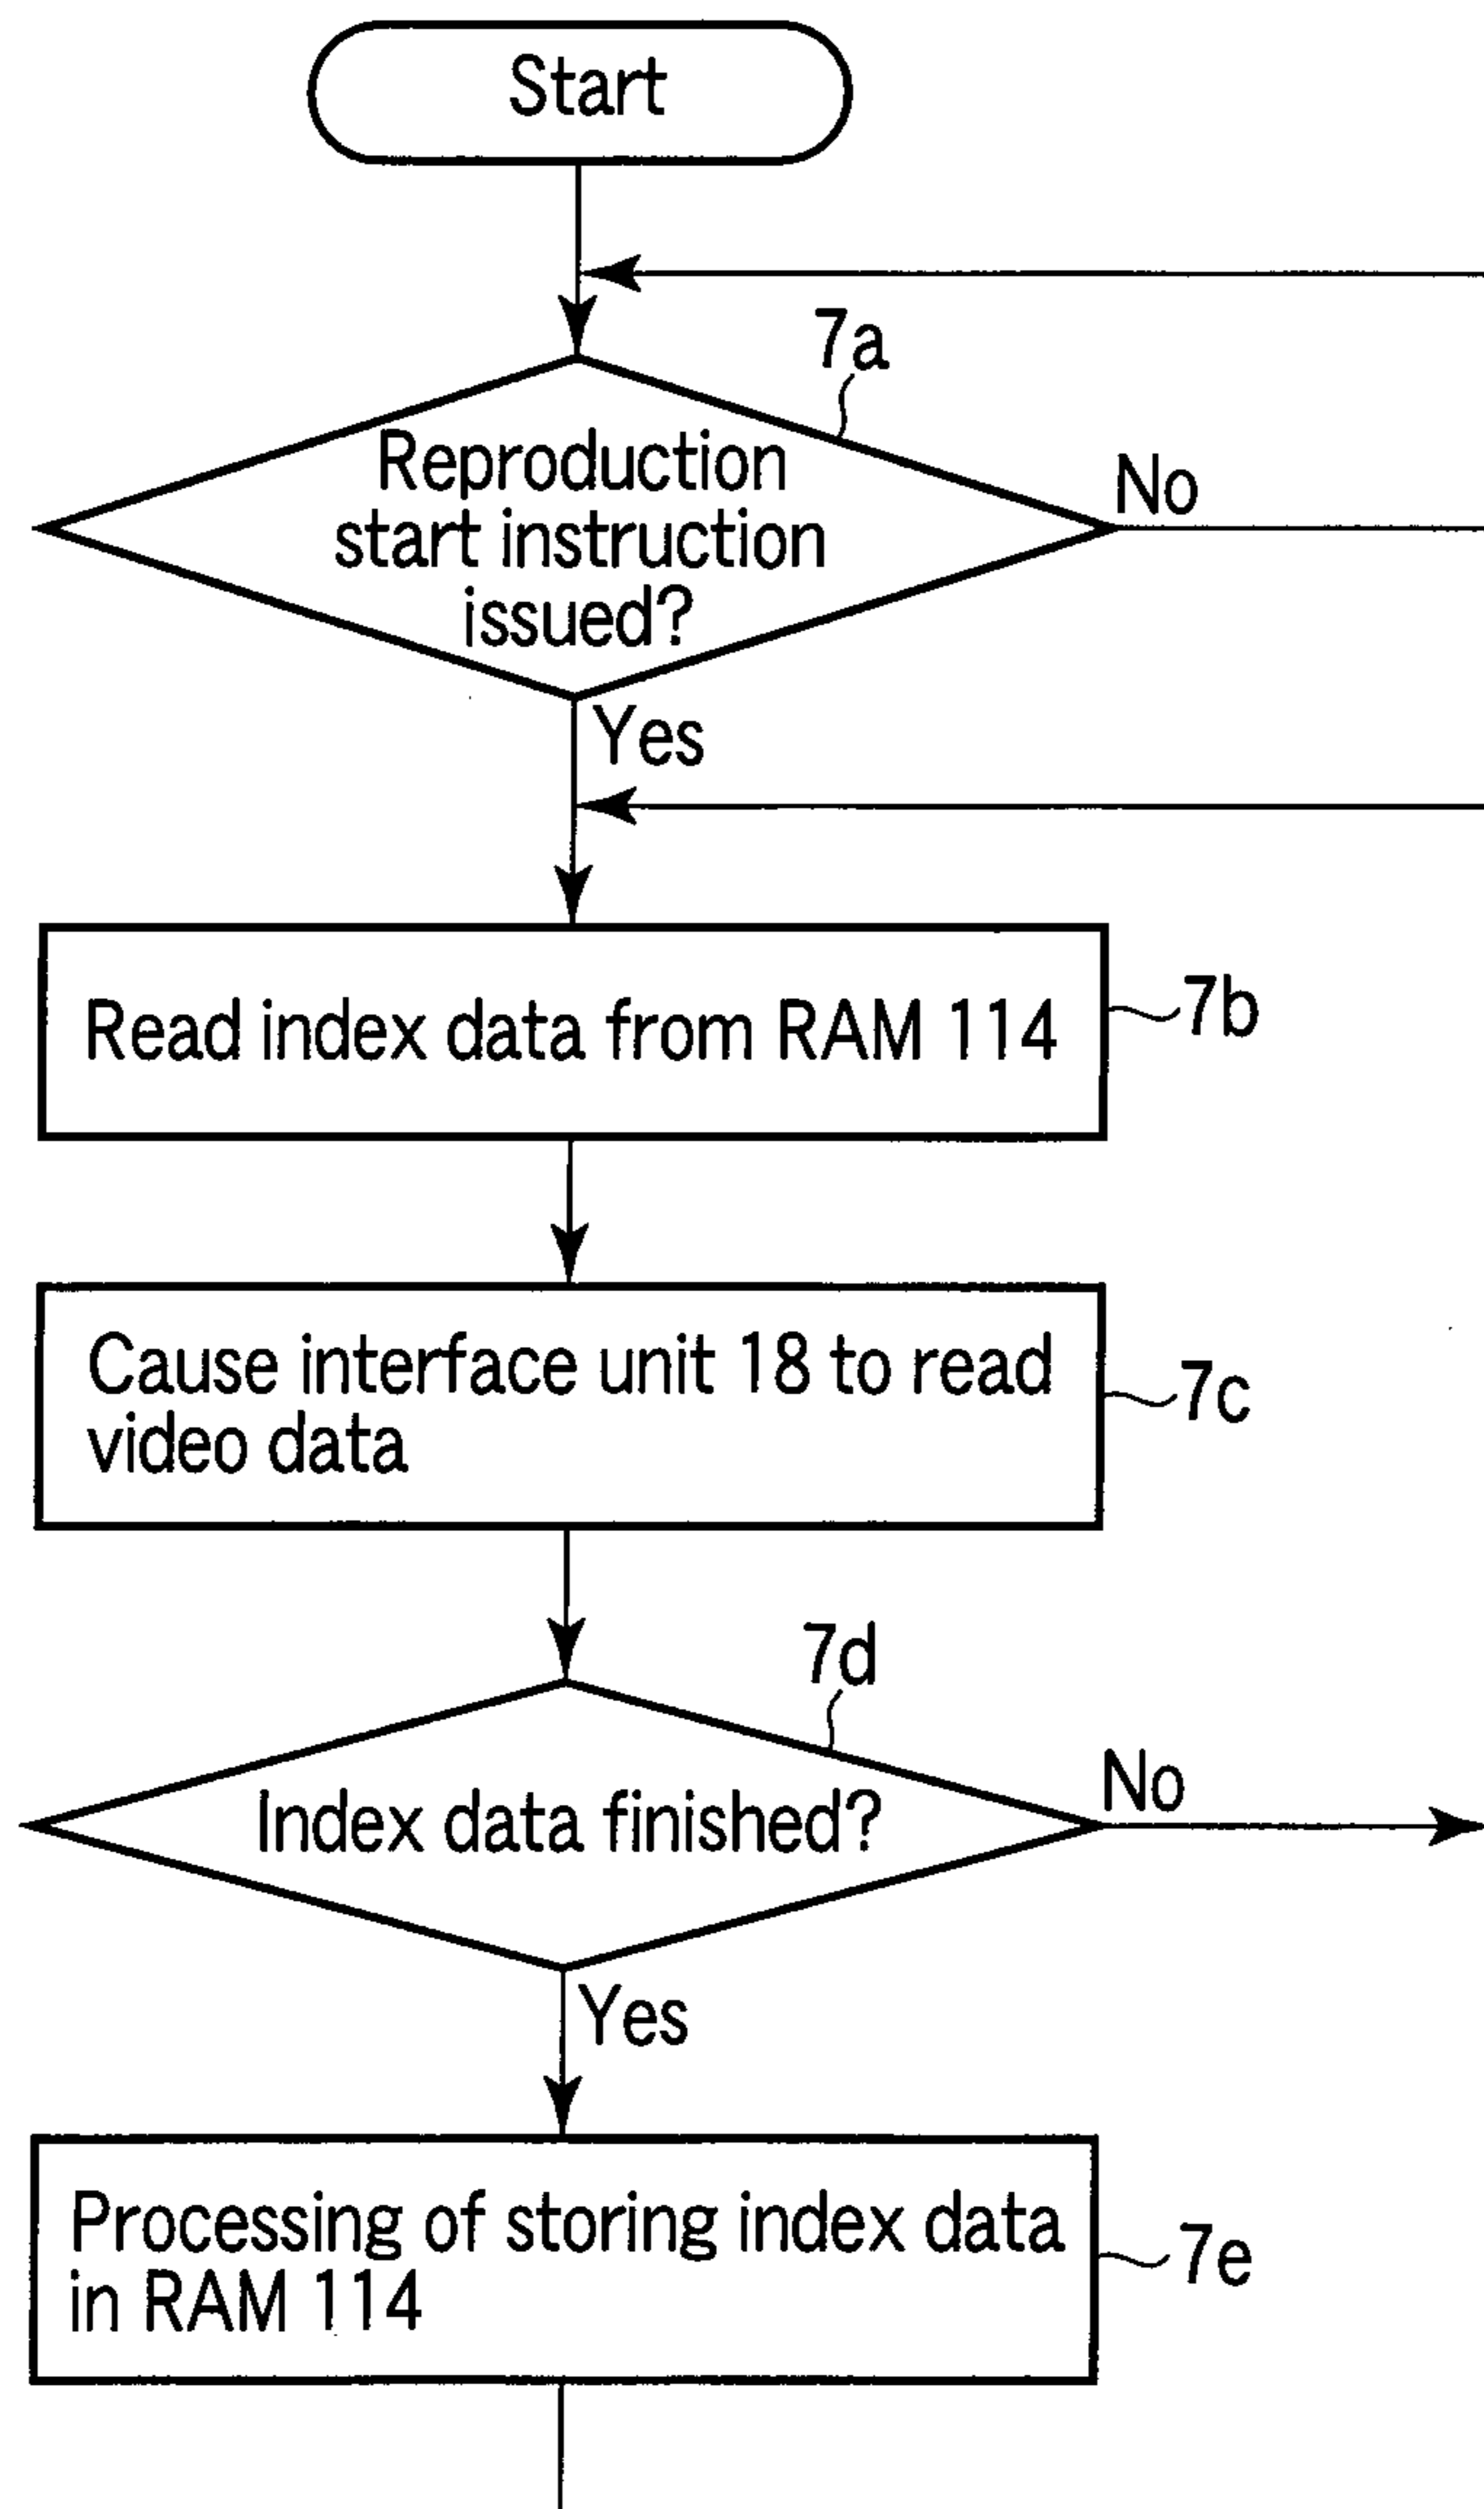 Start
7a
Reproduction
start instruction
issued?
No
Yes
Read index data from RAM 114
7b
Cause interface unit 18 to read
video data
7c
7d
Index data finished?
No
Yes
Processing of storing index data
in RAM 114
7e